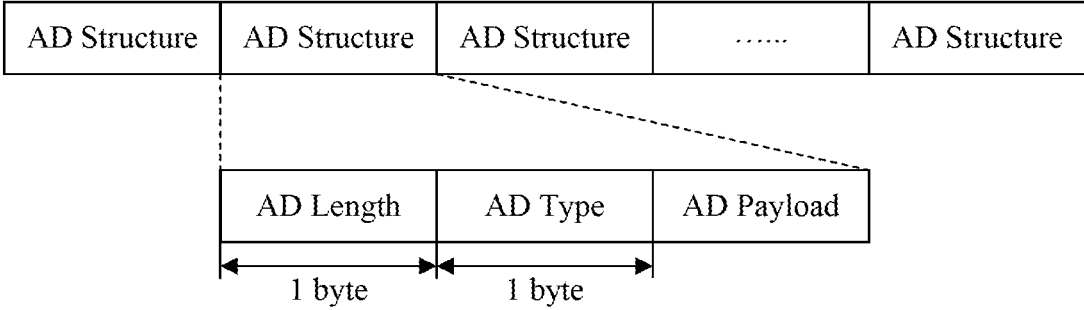 AD Structure AD Structure AD Structure ...... AD Structure
AD Length AD Type AD Payload
1 byte 1 byte